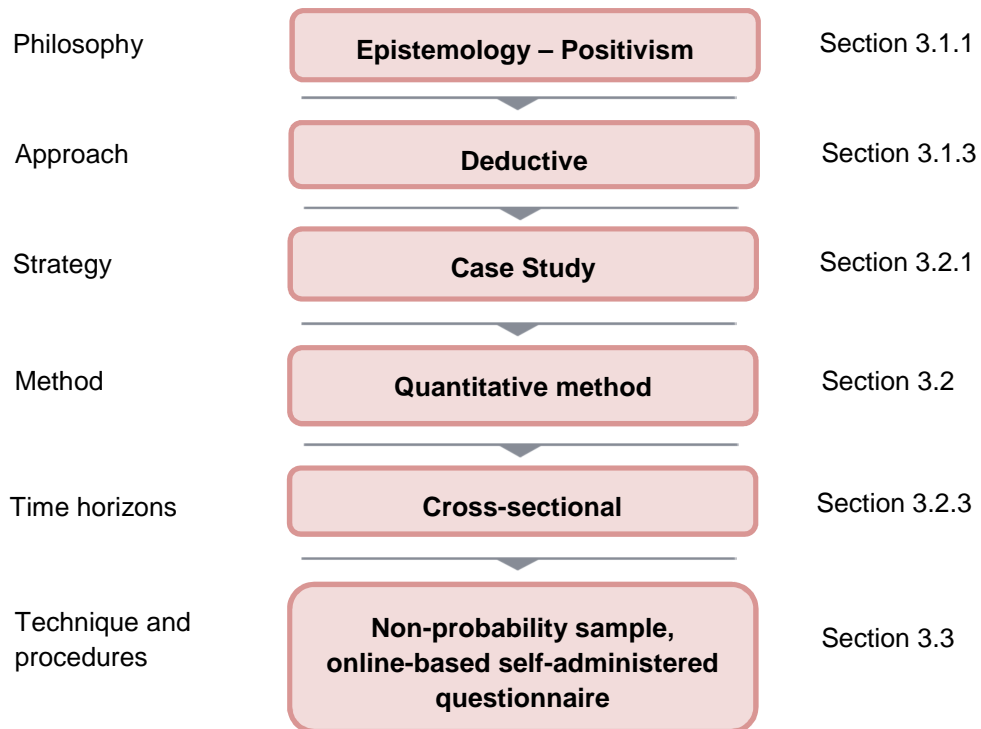 Philosophy
Epistemology – Positivism
Section 3.1.1
Approach
Deductive
Section 3.1.3
Strategy
Case Study
Section 3.2.1
Method
Quantitative method
Section 3.2
Time horizons
Cross-sectional
Section 3.2.3
Technique and
procedures
Non-probability sample,
online-based self-administered
questionnaire
Section 3.3